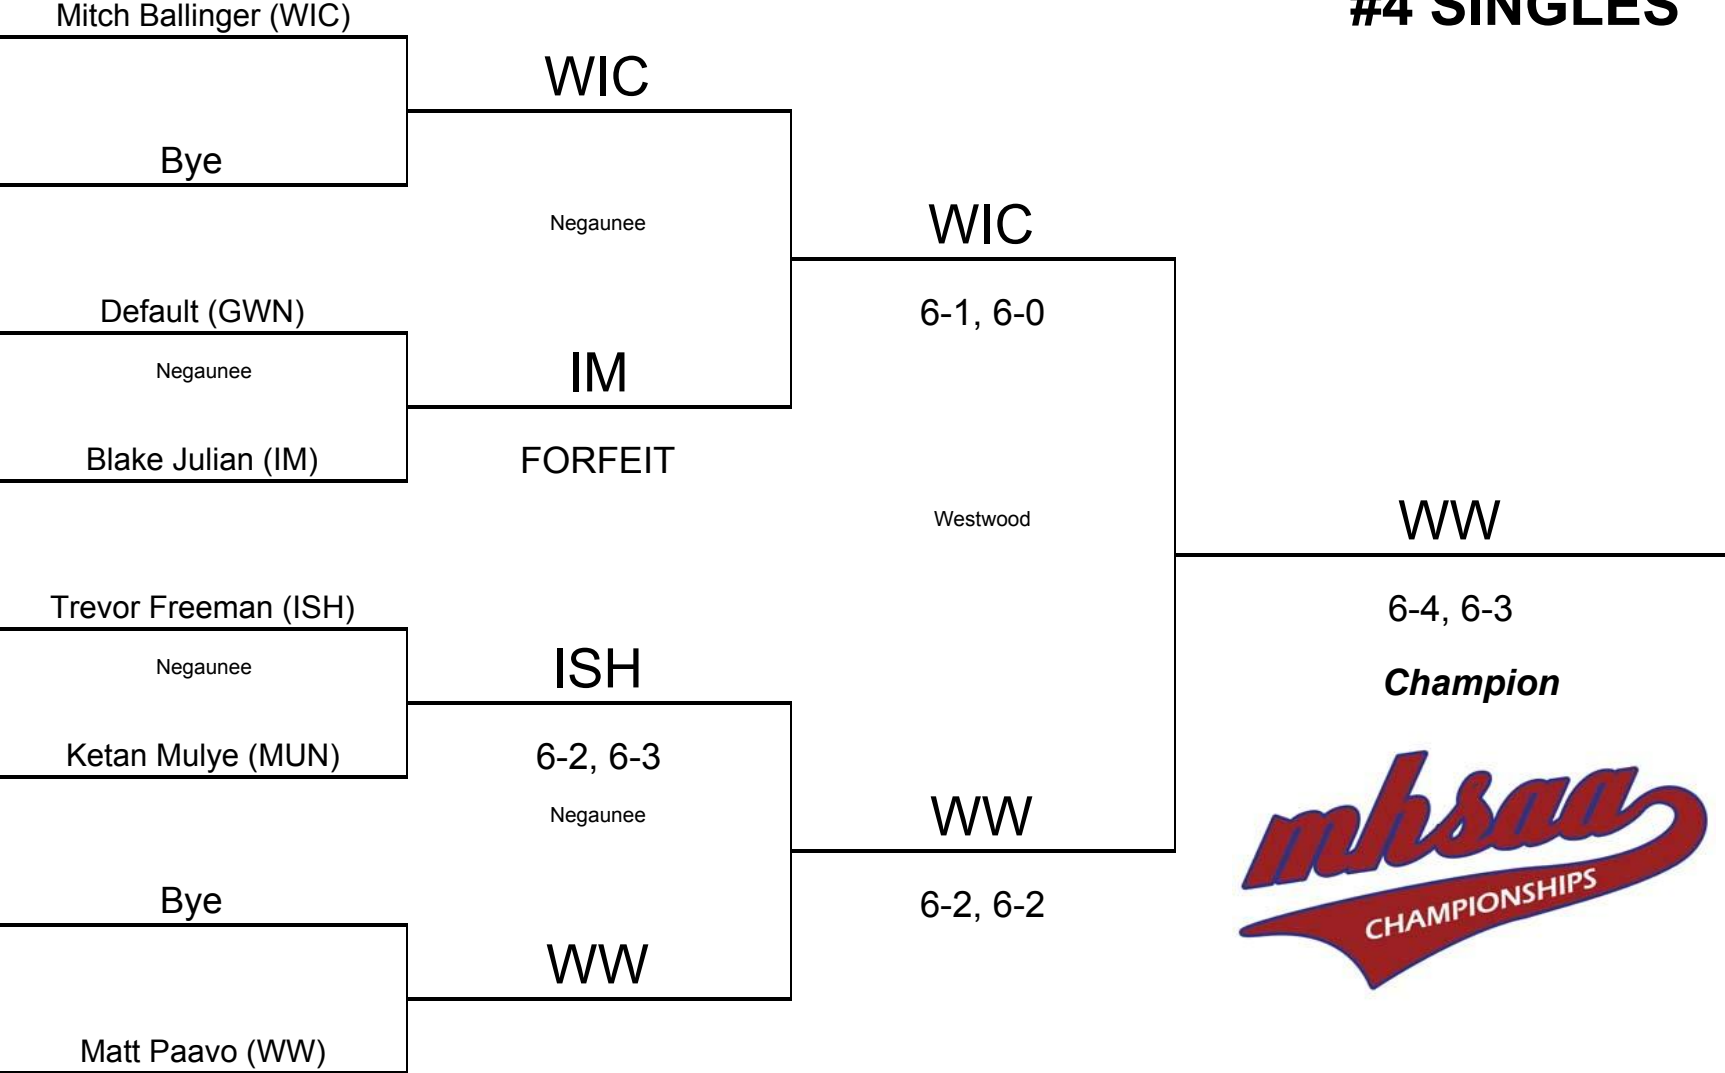 Mitch Ballinger (WIC)
#4 SINGLES
WIC
Bye
Negaunee
WIC
Default (GWN)
6-1, 6-0
Negaunee
IM
Blake Julian (IM)
FORFEIT
Westwood
WW
Trevor Freeman (ISH)
6-4, 6-3
Negaunee
ISH
Champion
Ketan Mulye (MUN)
6-2, 6-3
Negaunee
WW
mhsaa
CHAMPIONSHIPS
Bye
6-2, 6-2
WW
Matt Paavo (WW)